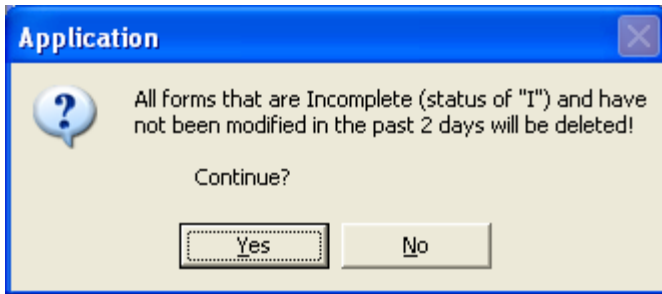 Application
All forms that are Incomplete (status of "I") and have
not been modified in the past 2 days will be deleted!
Continue?
Yes
No